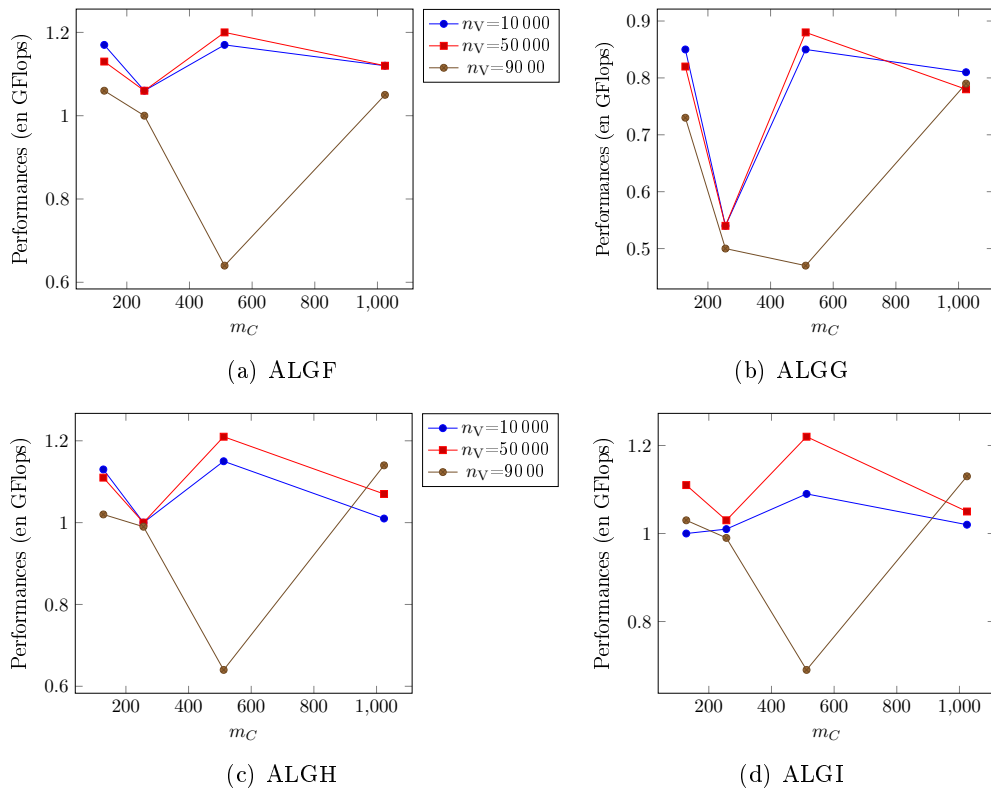 1.2
1
0.8
0.6
200 400 600 800 1,000
m_C
Performances (en GFlops)
n_V=10 000
n_V=50 000
n_V=90 00
(a) ALGF
0.9
0.8
0.7
0.6
0.5
200 400 600 800 1,000
m_C
Performances (en GFlops)
(b) ALGG
1.2
1
0.8
0.6
200 400 600 800 1,000
m_C
Performances (en GFlops)
n_V=10 000
n_V=50 000
n_V=90 00
(c) ALGH
1.2
1
0.8
200 400 600 800 1,000
m_C
Performances (en GFlops)
(d) ALGI